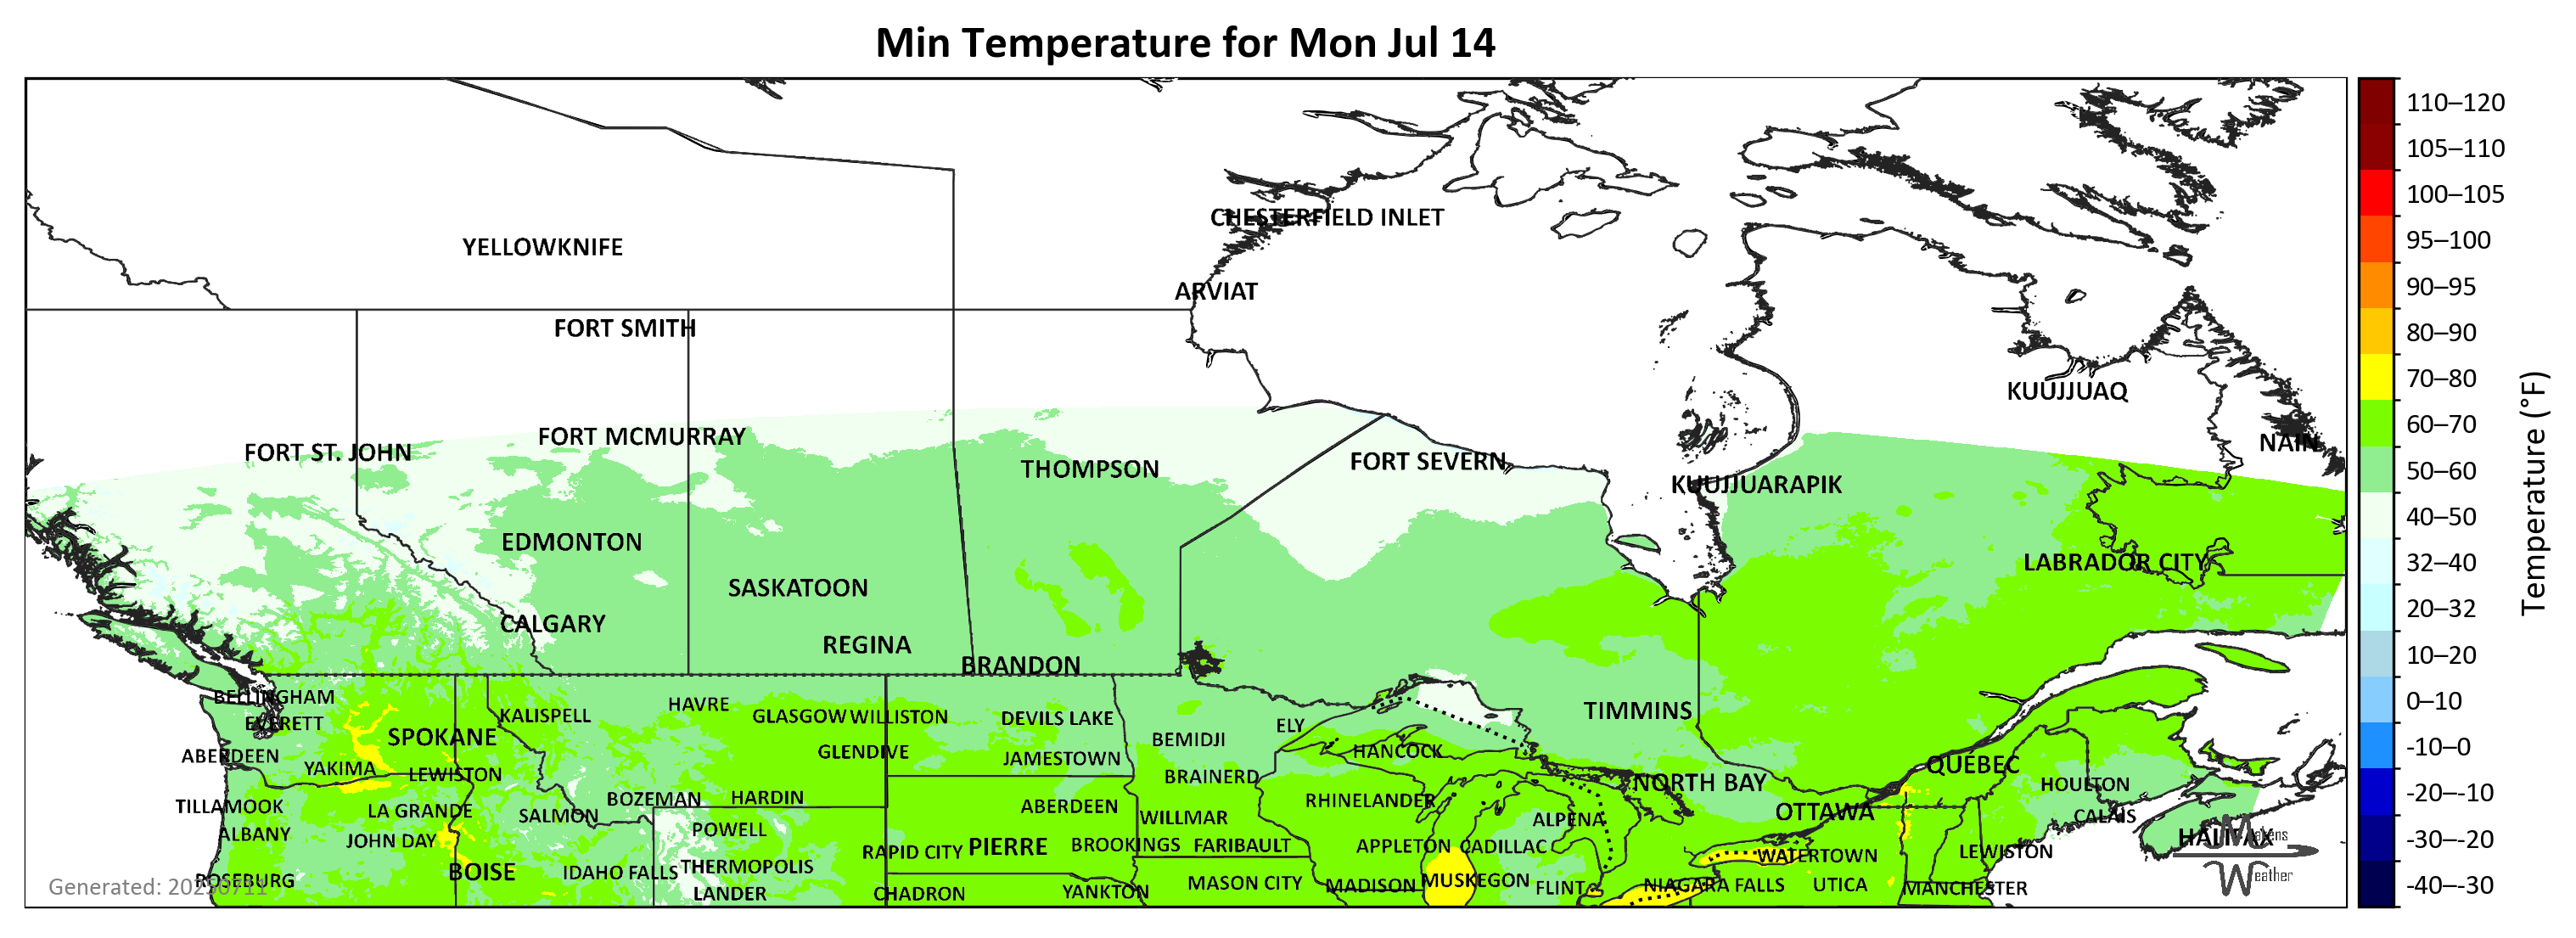 Min Temperature for Mon Jul 14
CHESTERFIELD INLET
YELLOWKNIFE
ARVIAT
FORT SMITH
KUUJJUAQ
FORT MCMURRAY
NAIN
FORT ST. JOHN
FORT SEVERN
THOMPSON
KUUJJUARAPIK
EDMONTON
LABRADOR CITY
SASKATOON
CALGARY
REGINA
BRANDON
BELLINGHAM
HAVRE
TIMMINS
KALISPELL
GLASGOW WILLISTON
DEVILS LAKE
EVERETT
ELY
SPOKANE
BEMIDJI
HANCOCK
ABERDEEN
GLENDIVE
JAMESTOWN
QUÉBEC
YAKIMA
LEWISTON
BRAINERD
NORTH BAY
HOULTON
BOZEMAN
HARDIN
RHINELANDER
TILLAMOOK
LA GRANDE
SALMON
ABERDEEN
WILLMAR
ALPENA
OTTAWA
CALAIS
ALBANY
JOHN DAY
POWELL
PIERRE
BROOKINGS
FARIBAULT
APPLETON
CADILLAC
HALIFAX
RAPID CITY
WATERTOWN
LEWISTON
BOISE
IDAHO FALLS
THERMOPOLIS
ROSEBURG
MASON CITY
MADISON
MUSKEGON
FLINT
NIAGARA FALLS
UTICA
MANCHESTER
LANDER
CHADRON
YANKTON
Generated: 20250711
Makens
Weather
110–120
105–110
100–105
95–100
90–95
80–90
70–80
60–70
50–60
40–50
32–40
20–32
10–20
0–10
-10–0
-20–-10
-30–-20
-40–-30
Temperature (°F)